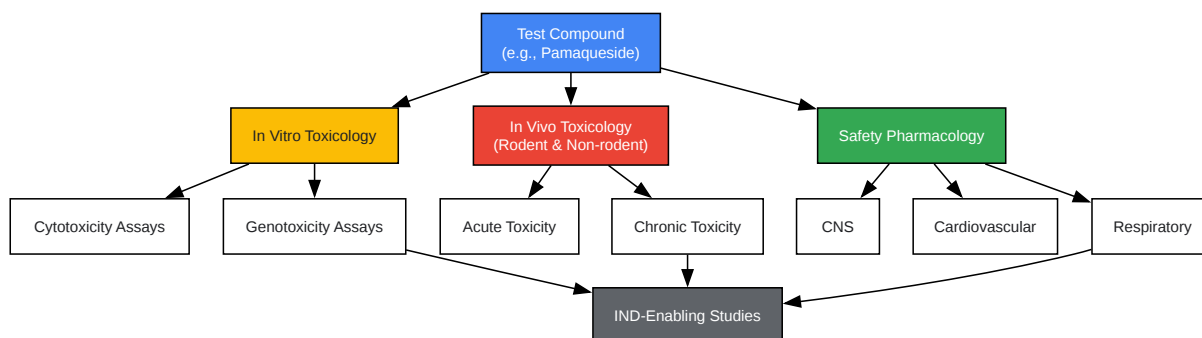 Test Compound
(e.g., Pamaqueside)
In Vitro Toxicology
In Vivo Toxicology
(Rodent & Non-rodent)
Safety Pharmacology
Cytotoxicity Assays
Genotoxicity Assays
Acute Toxicity
Chronic Toxicity
CNS
Cardiovascular
Respiratory
IND-Enabling Studies